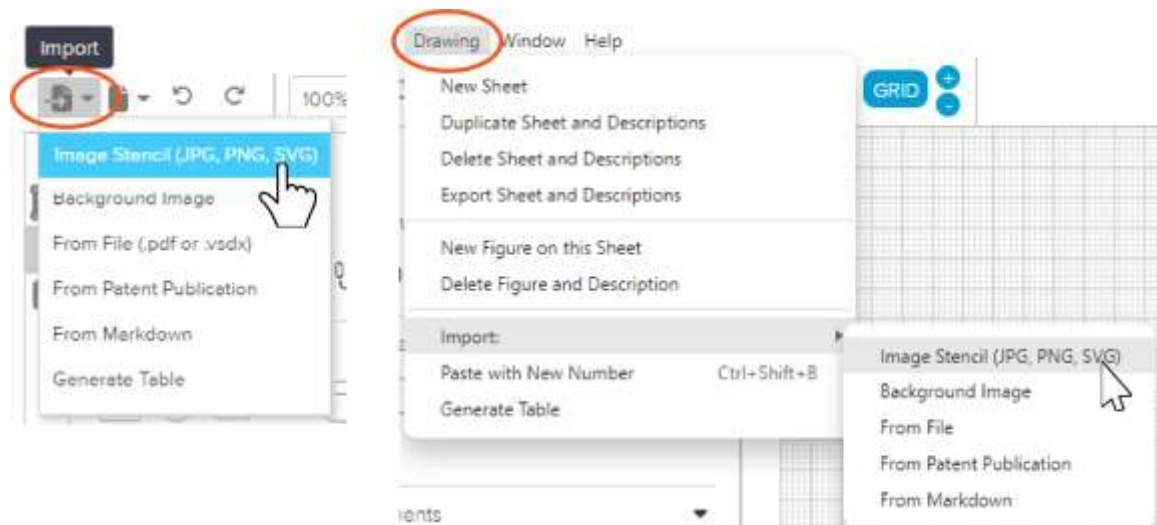 Import
100%
Image Stencil (JPG, PNG, SVG)
Background Image
From File (.pdf or .vsdx)
From Patent Publication
From Markdown
Generate Table
Drawing Window Help
New Sheet
Duplicate Sheet and Descriptions
Delete Sheet and Descriptions
Export Sheet and Descriptions
New Figure on this Sheet
Delete Figure and Description
Import:
Paste with New Number Ctrl+Shift+B
Generate Table
GRID
Image Stencil (JPG, PNG, SVG)
Background Image
From File
From Patent Publication
From Markdown